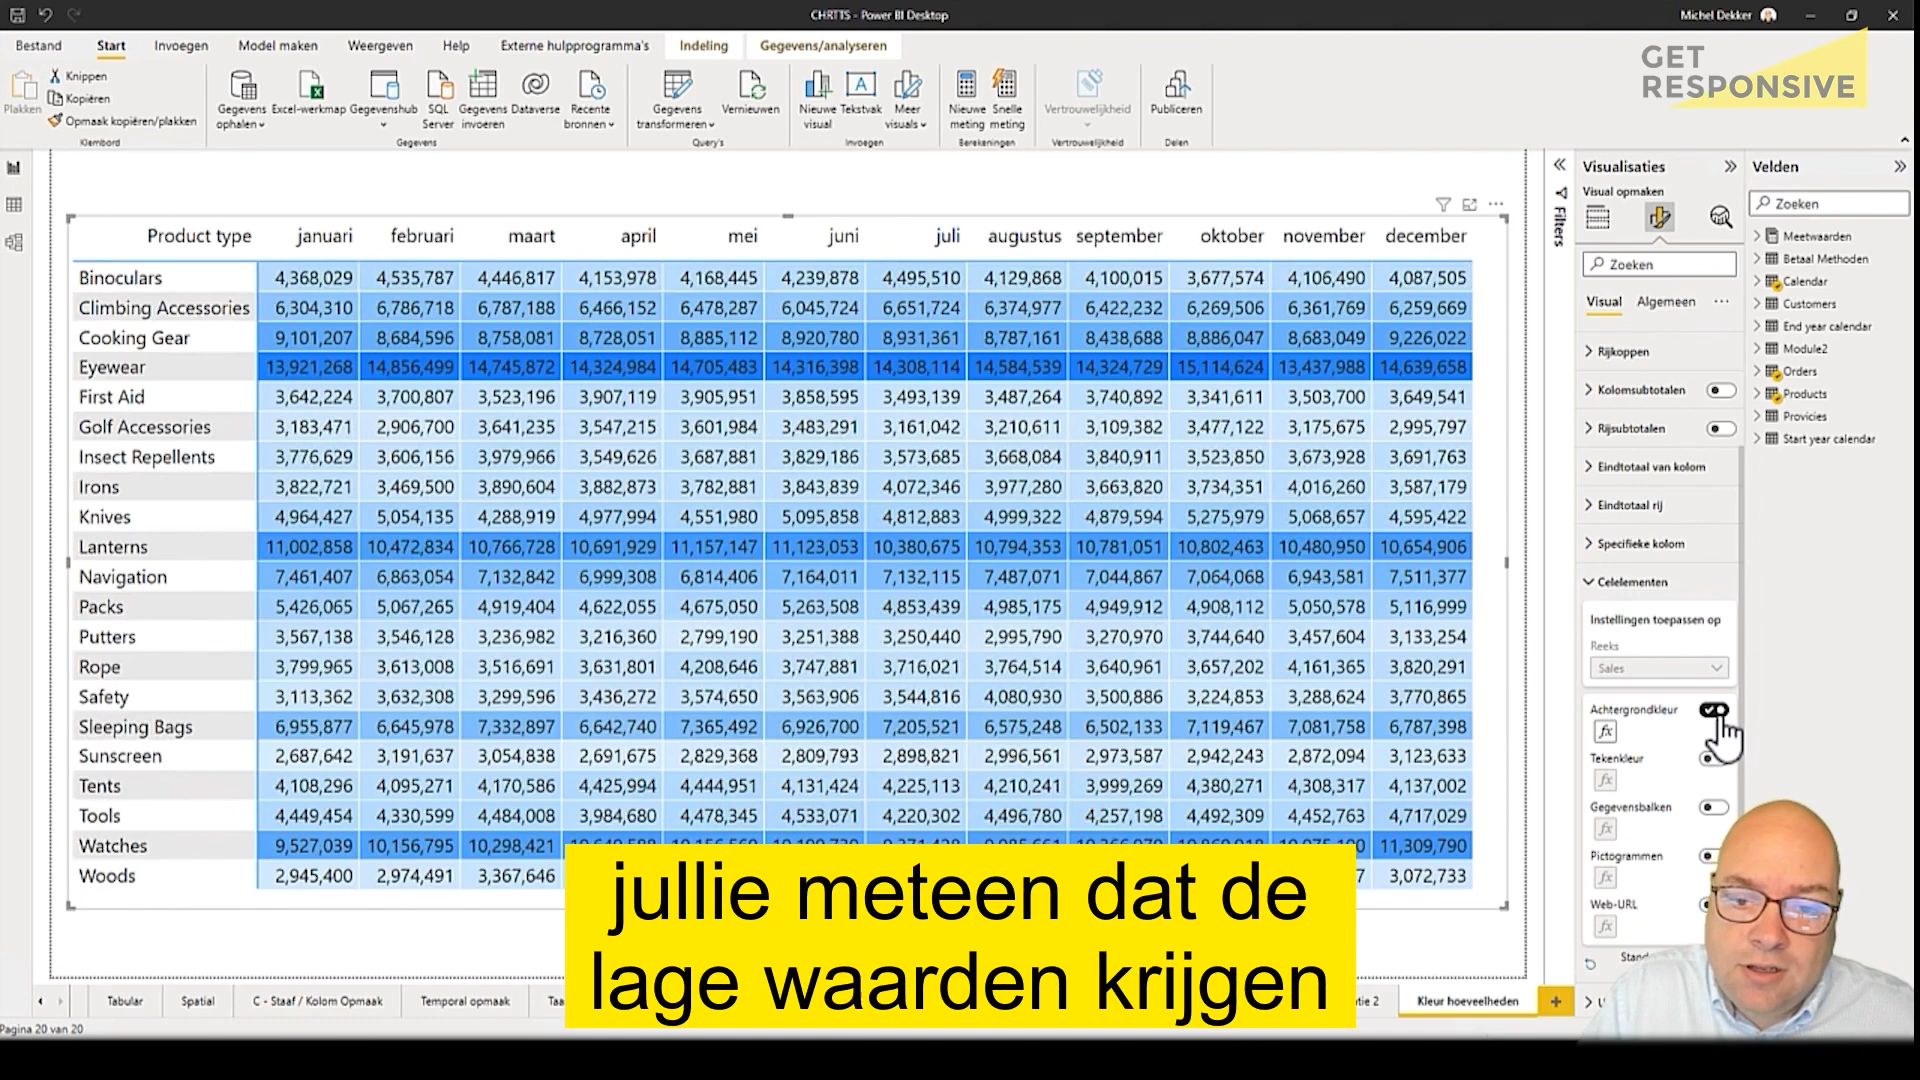 CHRTTS - Power BI Desktop
Michel Dekker
Bestand Start Invoegen Model maken Weergeven Help Externe hulpprogramma's Indeling Gegevens/analyseren
GET
RESPONSIVE
Plakken
Knippen
Kopiëren
Opmaak kopiëren/plakken
Klembord
Gegevens ophalen
Excel-werkmap
Gegevenshub
SQL Server
Gegevens invoeren
Dataverse
Recente bronnen
Gegevens
Gegevens transformeren
Vernieuwen
Query's
Nieuwe visual
Tekstvak
Meer visuals
Invoegen
Nieuwe meting
Snelle meting
Berekeningen
Vertrouwelijkheid
Vertrouwelijkheid
Publiceren
Delen
Product type januari februari maart april mei juni juli augustus september oktober november december
Binoculars 4,368,029 4,535,787 4,446,817 4,153,978 4,168,445 4,239,878 4,495,510 4,129,868 4,100,015 3,677,574 4,106,490 4,087,505
Climbing Accessories 6,304,310 6,786,718 6,787,188 6,466,152 6,478,287 6,045,724 6,651,724 6,374,977 6,422,232 6,269,506 6,361,769 6,259,669
Cooking Gear 9,101,207 8,684,596 8,758,081 8,728,051 8,885,112 8,920,780 8,931,361 8,787,161 8,438,688 8,886,047 8,683,049 9,226,022
Eyewear 13,921,268 14,856,499 14,745,872 14,324,984 14,705,483 14,316,398 14,308,114 14,584,539 14,324,729 15,114,624 13,437,988 14,639,658
First Aid 3,642,224 3,700,807 3,523,196 3,907,119 3,905,951 3,858,595 3,493,139 3,487,264 3,740,892 3,341,611 3,503,700 3,649,541
Golf Accessories 3,183,471 2,906,700 3,641,235 3,547,215 3,601,984 3,483,291 3,161,042 3,210,611 3,109,382 3,477,122 3,175,675 2,995,797
Insect Repellents 3,776,629 3,606,156 3,979,966 3,549,626 3,687,881 3,829,186 3,573,685 3,668,084 3,840,911 3,523,850 3,673,928 3,691,763
Irons 3,822,721 3,469,500 3,890,604 3,882,873 3,782,881 3,843,839 4,072,346 3,977,280 3,663,820 3,734,351 4,016,260 3,587,179
Knives 4,964,427 5,054,135 4,288,919 4,977,994 4,551,980 5,095,858 4,812,883 4,999,322 4,879,594 5,275,979 5,068,657 4,595,422
Lanterns 11,002,858 10,472,834 10,766,728 10,691,929 11,157,147 11,123,053 10,380,675 10,794,353 10,781,051 10,802,463 10,480,950 10,654,906
Navigation 7,461,407 6,863,054 7,132,842 6,999,308 6,814,406 7,164,011 7,132,115 7,487,071 7,044,867 7,064,068 6,943,581 7,511,377
Packs 5,426,065 5,067,265 4,919,404 4,622,055 4,675,050 5,263,508 4,853,439 4,985,175 4,949,912 4,908,112 5,050,578 5,116,999
Putters 3,567,138 3,546,128 3,236,982 3,216,360 2,799,190 3,251,388 3,250,440 2,995,790 3,270,970 3,744,640 3,457,604 3,133,254
Rope 3,799,965 3,613,008 3,516,691 3,631,801 4,208,646 3,747,881 3,716,021 3,764,514 3,640,961 3,657,202 4,161,365 3,820,291
Safety 3,113,362 3,632,308 3,299,596 3,436,272 3,574,650 3,563,906 3,544,816 4,080,930 3,500,886 3,224,853 3,288,624 3,770,865
Sleeping Bags 6,955,877 6,645,978 7,332,897 6,642,740 7,365,492 6,926,700 7,205,521 6,575,248 6,502,133 7,119,467 7,081,758 6,787,398
Sunscreen 2,687,642 3,191,637 3,054,838 2,691,675 2,829,368 2,809,793 2,898,821 2,996,561 2,973,587 2,942,243 2,872,094 3,123,633
Tents 4,108,296 4,095,271 4,170,586 4,425,994 4,444,951 4,131,424 4,225,113 4,210,241 3,999,269 4,380,271 4,308,317 4,137,002
Tools 4,449,454 4,330,599 4,484,008 3,984,680 4,478,345 4,533,071 4,220,302 4,496,780 4,257,198 4,492,309 4,452,763 4,717,029
Watches 9,527,039 10,156,795 10,298,421 11,309,790
Woods 2,945,400 2,974,491 3,367,646 7 3,072,733
jullie meteen dat de
lage waarden krijgen
Filters
Visualisaties
Visual opmaken
Zoeken
Visual Algemeen
Rijkoppen
Kolomsubtotalen
Rijsubtotalen
Eindtotaal van kolom
Eindtotaal rij
Specifieke kolom
Celelementen
Instellingen toepassen op
Reeks
Sales
Achtergrondkleur
fx
Tekenkleur
fx
Gegevensbalken
fx
Pictogrammen
fx
Web-URL
fx
Velden
Zoeken
Meetwaarden
Betaal Methoden
Calendar
Customers
End year calendar
Module2
Orders
Products
Provicies
Start year calendar
Tabular Spatial C - Staaf / Kolom Opmaak Temporal opmaak Kleur hoeveelheden
Pagina 20 van 20